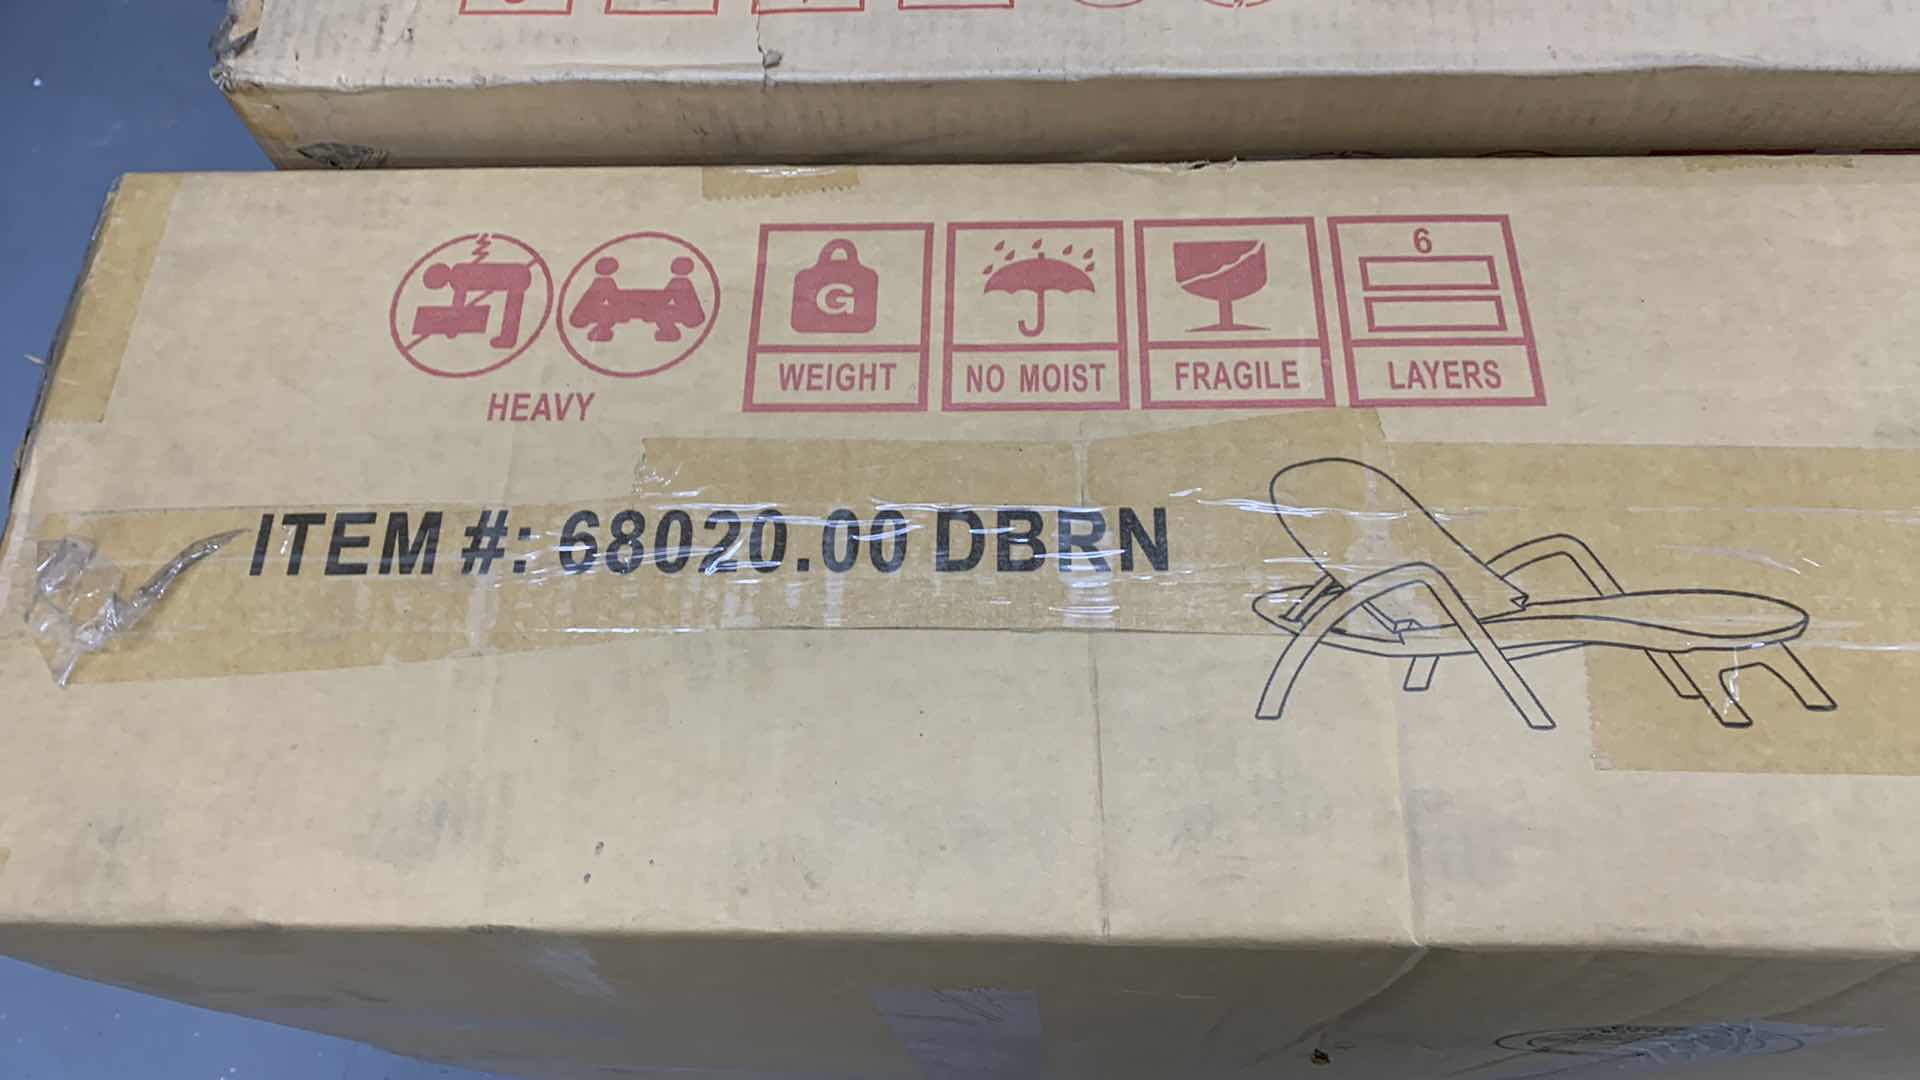 HEAVY
G
WEIGHT
NO MOIST
FRAGILE
6
LAYERS
ITEM #: 68020.00 DBRN